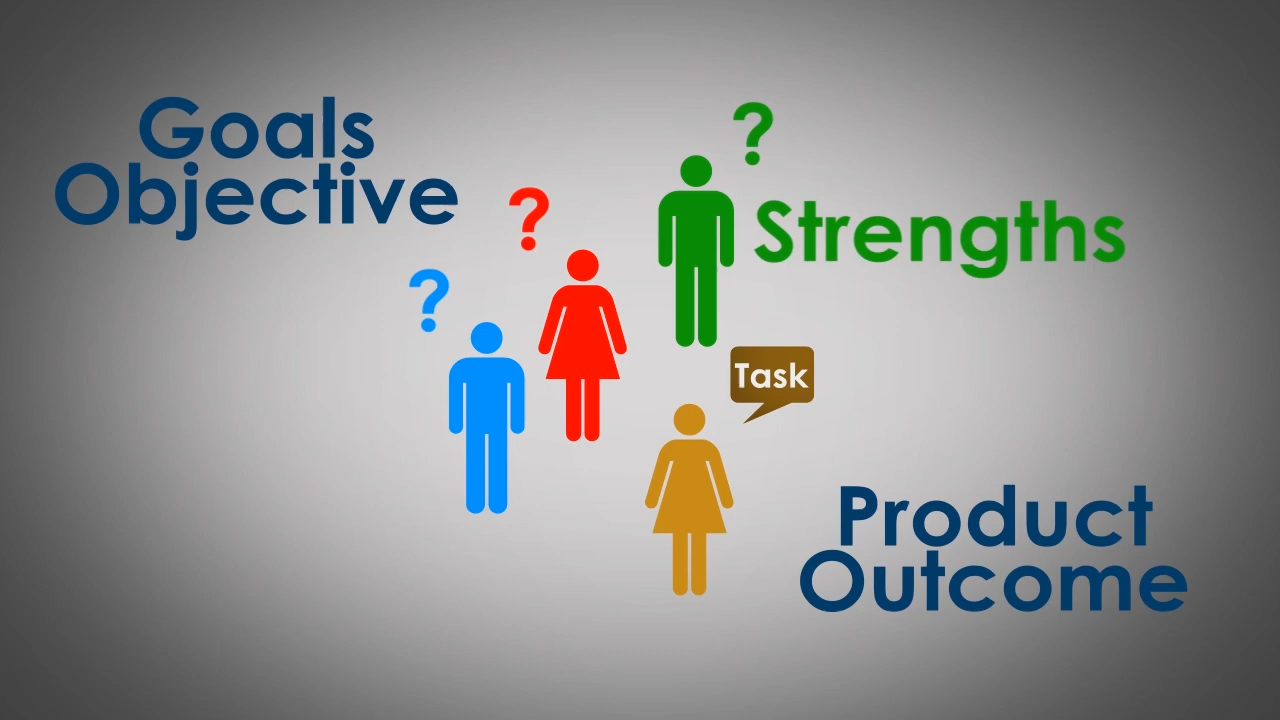 Goals
Objective
?
?
?
Strengths
Task
Product
Outcome